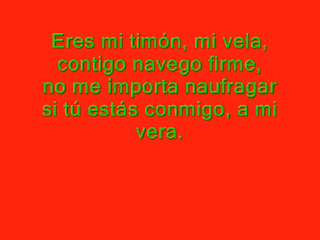 Eres mi timón, mi vela,
contigo navego firme,
no me importa naufragar
si tú estás conmigo, a mi
vera.